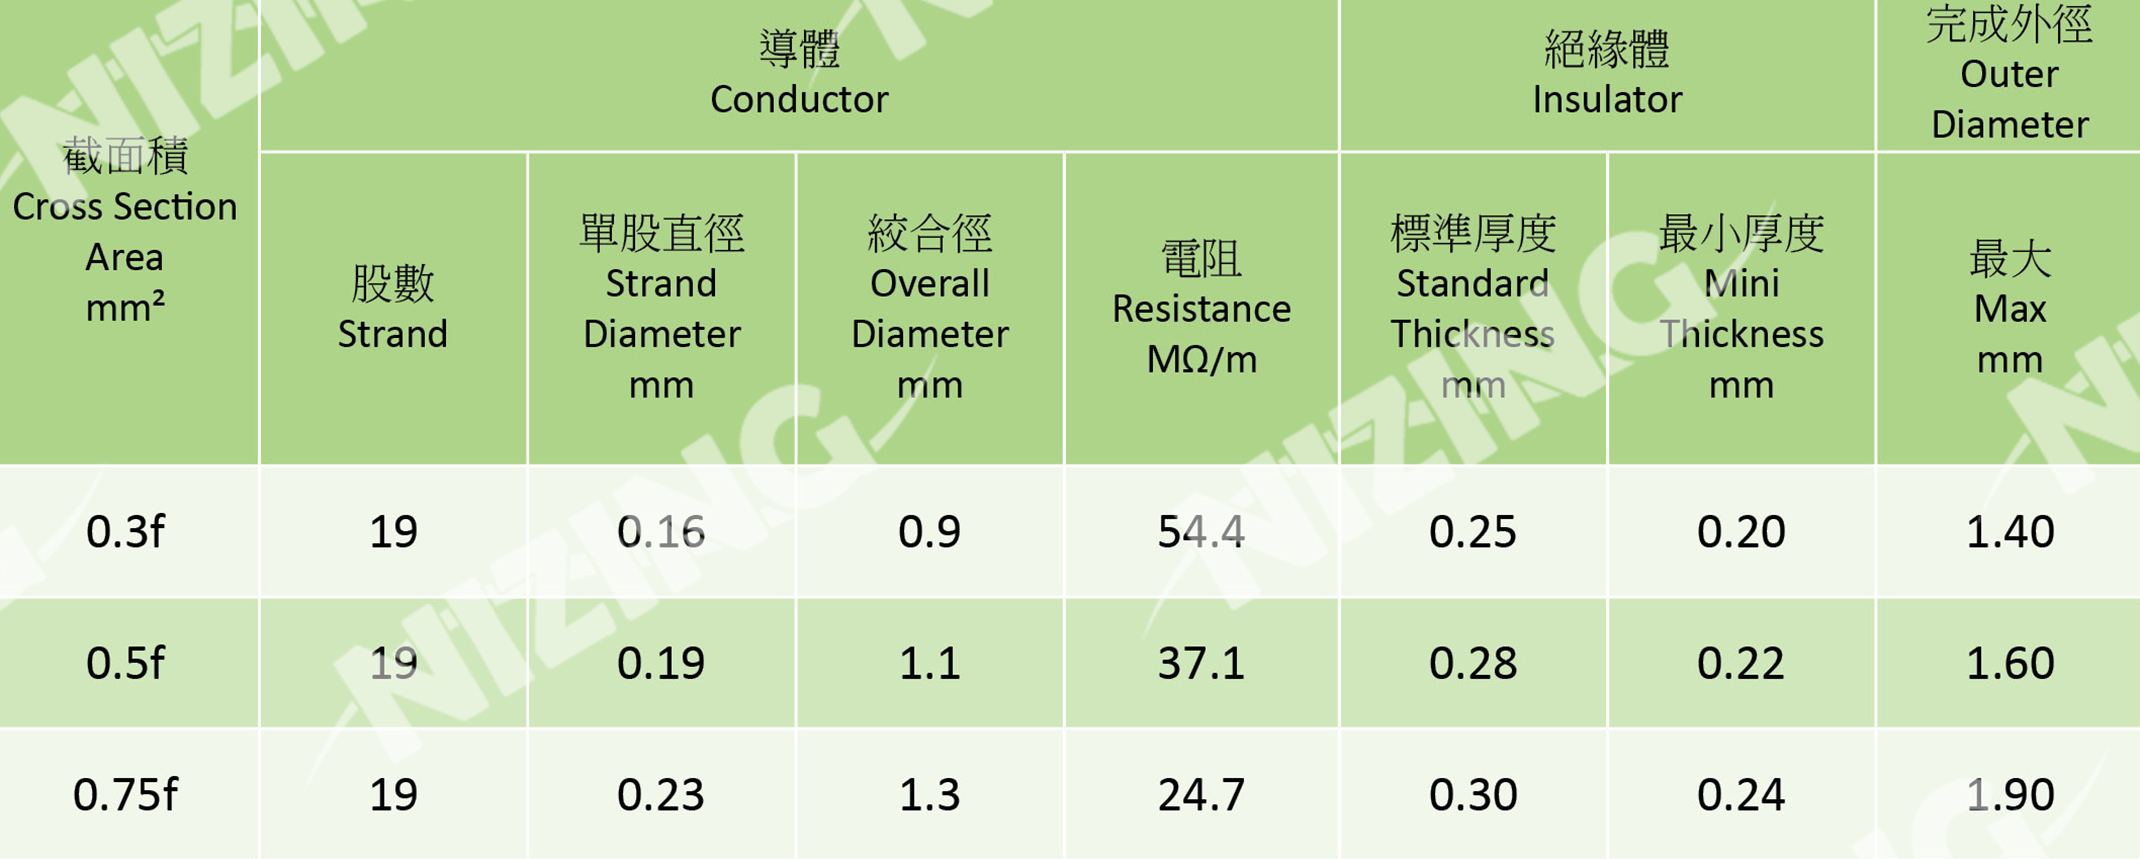 截面積
Cross Section
Area
mm²
導體
Conductor
絕緣體
Insulator
完成外徑
Outer
Diameter
股數
Strand
單股直徑
Strand
Diameter
mm
絞合徑
Overall
Diameter
mm
電阻
Resistance
MΩ/m
標準厚度
Standard
Thickness
mm
最小厚度
Mini
Thickness
mm
最大
Max
mm
0.3f 19 0.16 0.9 54.4 0.25 0.20 1.40
0.5f 19 0.19 1.1 37.1 0.28 0.22 1.60
0.75f 19 0.23 1.3 24.7 0.30 0.24 1.90
NIZING
NIZING
NIZING